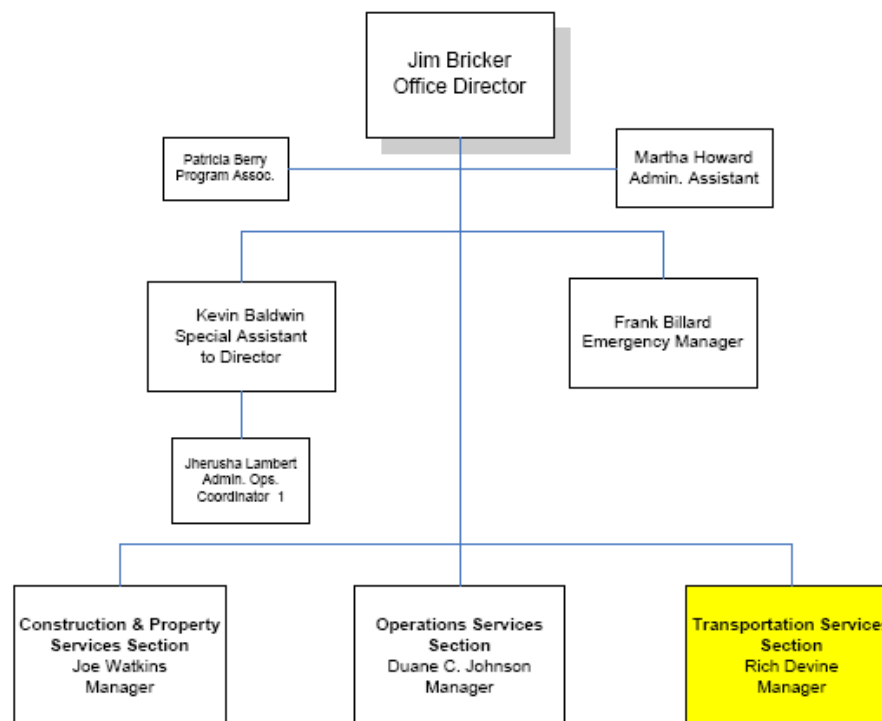 Jim Bricker
Office Director
Patricia Berry
Program Assoc.
Martha Howard
Admin. Assistant
Kevin Baldwin
Special Assistant
to Director
Frank Billard
Emergency Manager
Jherusha Lambert
Admin. Ops.
Coordinator 1
Construction & Property
Services Section
Joe Watkins
Manager
Operations Services
Section
Duane C. Johnson
Manager
Transportation Services
Section
Rich Devine
Manager